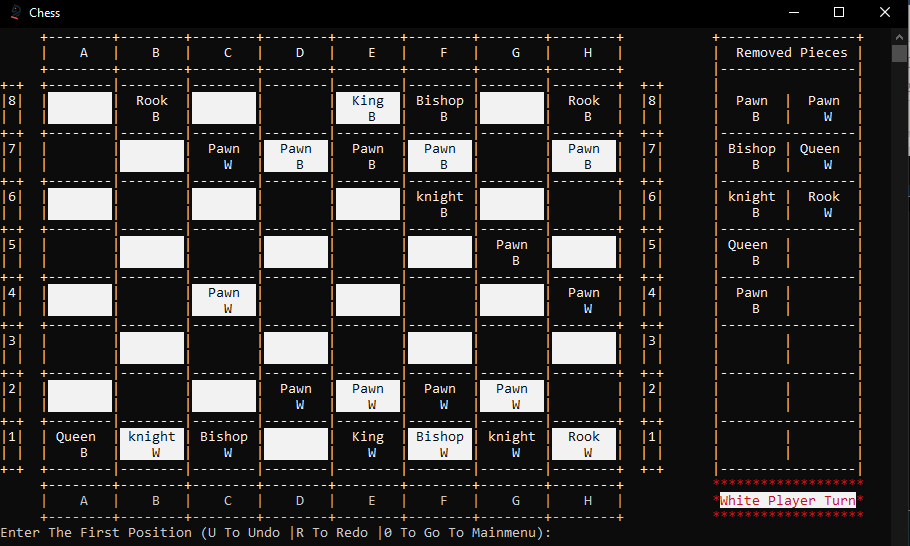 Chess
A B C D E F G H Removed Pieces
8 Rook King Bishop Rook 8 Pawn Pawn
B B B B B W
7 Pawn Pawn Pawn Pawn Pawn 7 Bishop Queen
W B B B B B W
6 knight 6 knight Rook
B B W
5 Pawn 5 Queen
B B
4 Pawn Pawn 4 Pawn
W W B
3 3
2 Pawn Pawn Pawn Pawn 2
W W W W
1 Queen knight Bishop King Bishop knight Rook 1
B W W W W W W
*******************
A B C D E F G H *White Player Turn*
*******************
Enter The First Position (U To Undo |R To Redo |0 To Go To Mainmenu):